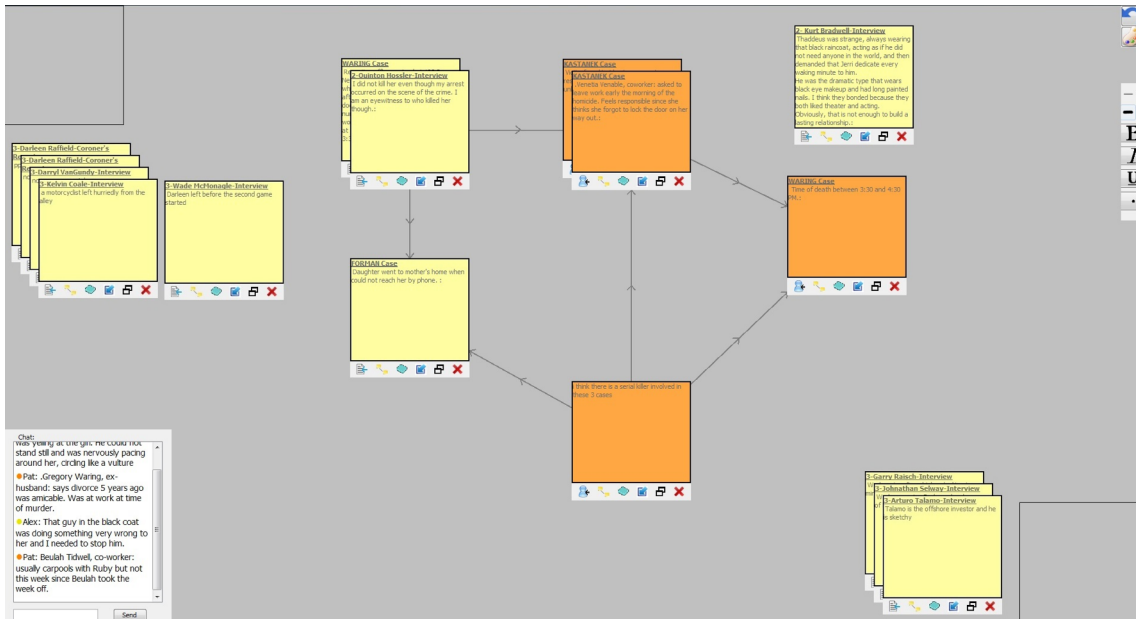 2- Kurt Bradwell-Interview
Thaddeus was strange, always wearing
that black raincoat, acting as if he did
not need anyone in the world, and then
demanded that Jerri dedicate every
waking minute to him.
He was the dramatic type that wears
black eye makeup and had long painted
nails. I think they bonded because they
both liked theater and acting.
Obviously, that is not enough to build a
lasting relationship.:
WARING Case
2-Quinton Hossler-Interview
I did not kill her even though my arrest
occurred on the scene of the crime. I
am an eyewitness to who killed her
though.:
KASTANEK Case
KASTANEK Case
.Venetia Venable, coworker: asked to
leave work early the morning of the
homicide. Feels responsible since she
thinks she forgot to lock the door on her
way out.:
3-Darleen Raffield-Coroner's
3-Darleen Raffield-Coroner's
3-Darryl VanGundy-Interview
3-Kelvin Coale-Interview
a motorcyclist left hurriedly from the
alley
3-Wade McMonagle-Interview
Darleen left before the second game
started
WARING Case
Time of death between 3:30 and 4:30
PM.:
FORMAN Case
Daughter went to mother's home when
could not reach her by phone. :
I think there is a serial killer involved in
these 3 cases
Chat:
was yelling at the girl. He could not
stand still and was nervously pacing
around her, circling like a vulture
Pat: .Gregory Waring, ex-
husband: says divorce 5 years ago
was amicable. Was at work at time
of murder.
Alex: That guy in the black coat
was doing something very wrong to
her and I needed to stop him.
Pat: Beulah Tidwell, co-worker:
usually carpools with Ruby but not
this week since Beulah took the
week off.
Send
3-Garry Raisch-Interview
3-Johnathan Selway-Interview
3-Arturo Talamo-Interview
Talamo is the offshore investor and he
is sketchy
B
I
U